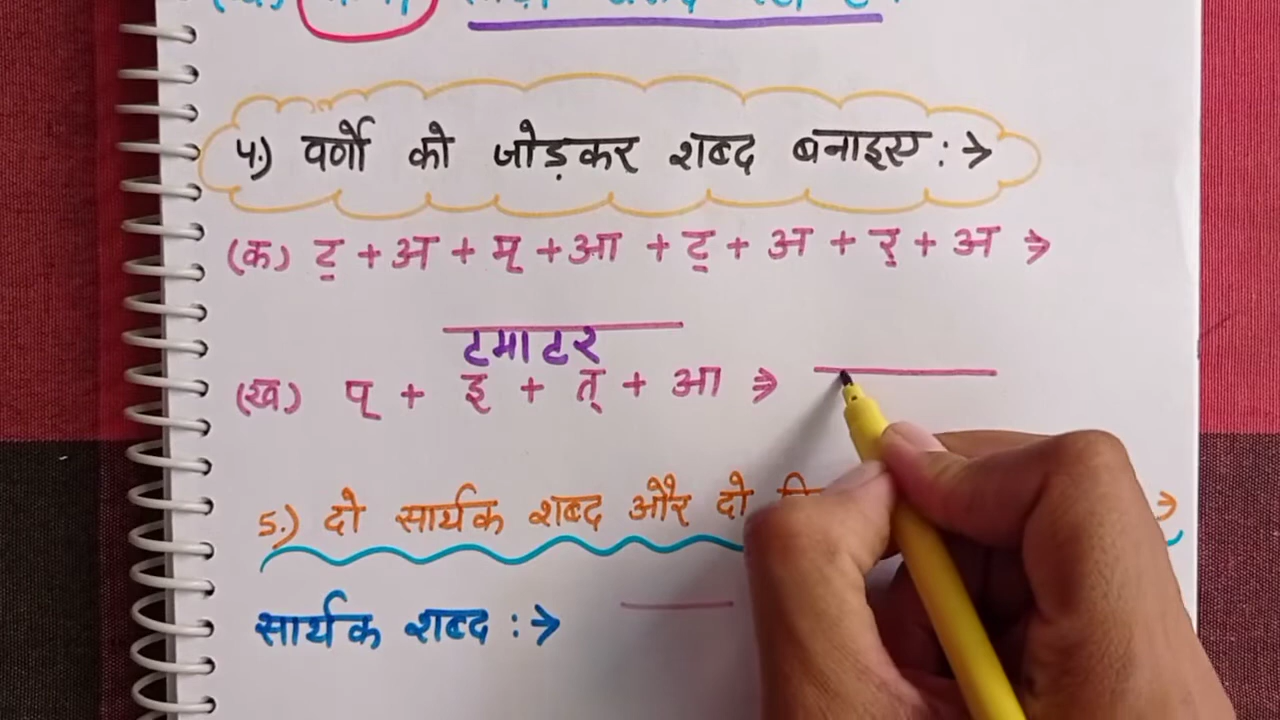 4.) वर्णो को जोड़कर शब्द बनाइए :→
(क) ट् + अ + म् + आ + ट् + अ + र् + अ ⇒
टमाटर
(ख) प् + इ + त् + आ ⇒
5.) दो सार्थक शब्द और दो →
सार्थक शब्द :→